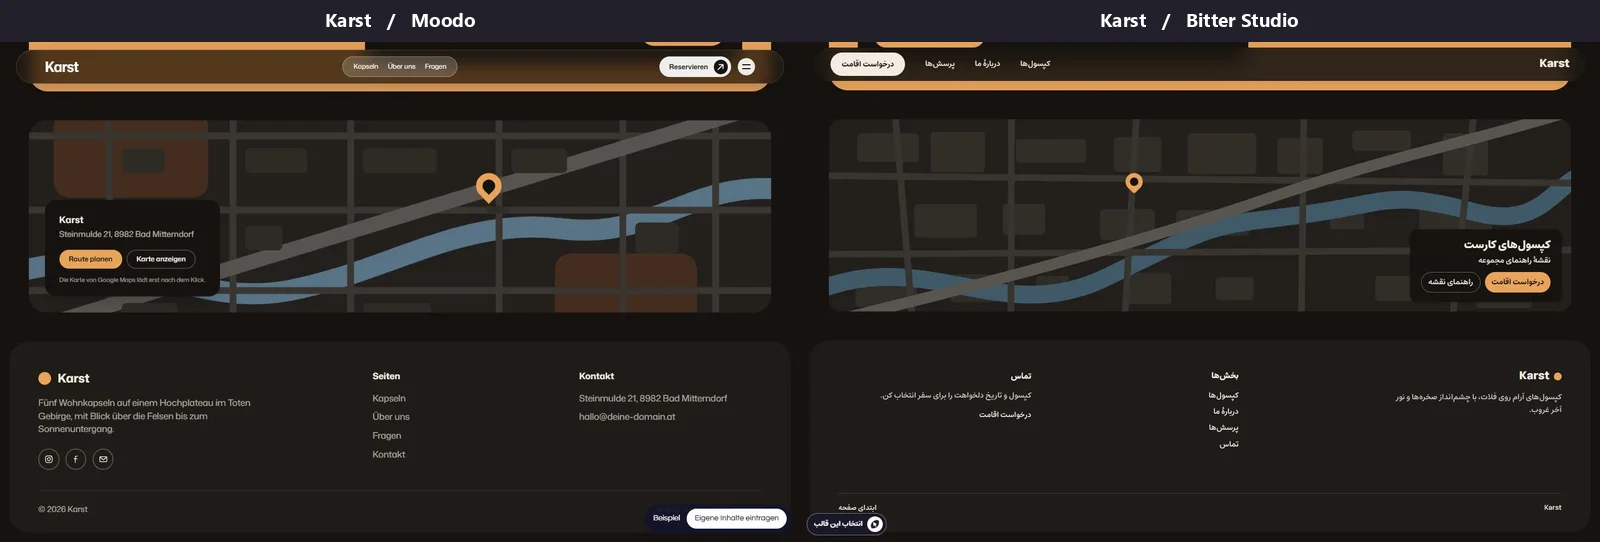 Karst / Moodo
Karst / Bitter Studio
Karst
Kapseln Über uns Fragen
Reservieren
درخواست اقامت
پرسش‌ها
دربارهٔ ما
کپسول‌ها
Karst
Karst
Steinmulde 21, 8982 Bad Mitterndorf
Route planen
Karte anzeigen
Die Karte von Google Maps lädt erst nach dem Klick.
کپسول‌های کارست
نقشهٔ راهنمای مجموعه
درخواست اقامت
راهنمای نقشه
Karst
Fünf Wohnkapseln auf einem Hochplateau im Toten
Gebirge, mit Blick über die Felsen bis zum
Sonnenuntergang.
Seiten
Kapseln
Über uns
Fragen
Kontakt
Kontakt
Steinmulde 21, 8982 Bad Mitterndorf
hallo@deine-domain.at
© 2026 Karst
Beispiel
Eigene Inhalte eintragen
Karst
کپسول‌های آرام روی فلات، با چشم‌انداز صخره‌ها و نور
آخر غروب.
بخش‌ها
کپسول‌ها
دربارهٔ ما
پرسش‌ها
تماس
تماس
کپسول و تاریخ دلخواهت را برای سفر انتخاب کن.
درخواست اقامت
Karst
ابتدای صفحه
انتخاب این قالب